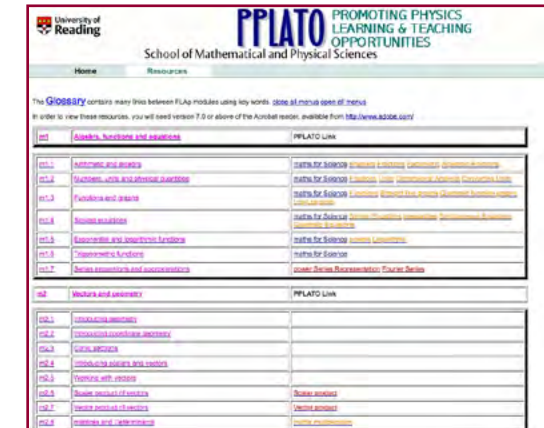 University of
Reading
PPLATO PROMOTING PHYSICS
LEARNING & TEACHING
OPPORTUNITIES
School of Mathematical and Physical Sciences
Home Resources
The Glossary contains many links between FLAP modules using key words. close all menus open all menus
In order to view these resources, you will need version 7.0 or above of the Acrobat reader, available from http://www.adobe.com/
m1 Algebra, functions and equations PPLATO Link
m1.1 Arithmetic and algebra maths for Science
m1.2 Numbers, units and physical quantities maths for Science
m1.3 Functions and graphs maths for Science
m1.4 Solving equations maths for Science
m1.5 Exponential and logarithmic functions maths for Science
m1.6 Trigonometric functions maths for Science
m1.7 Series expansions and approximations power Series Representation Fourier Series
m2 Vectors and geometry PPLATO Link
m2.1 Introducing geometry
m2.2 Introducing coordinate geometry
m2.3 Conic sections
m2.4 Introducing scalars and vectors
m2.5 Working with vectors
m2.6 Scalar product of vectors Scalar product
m2.7 Vector product of vectors Vector product
m2.8 matrices and determinants